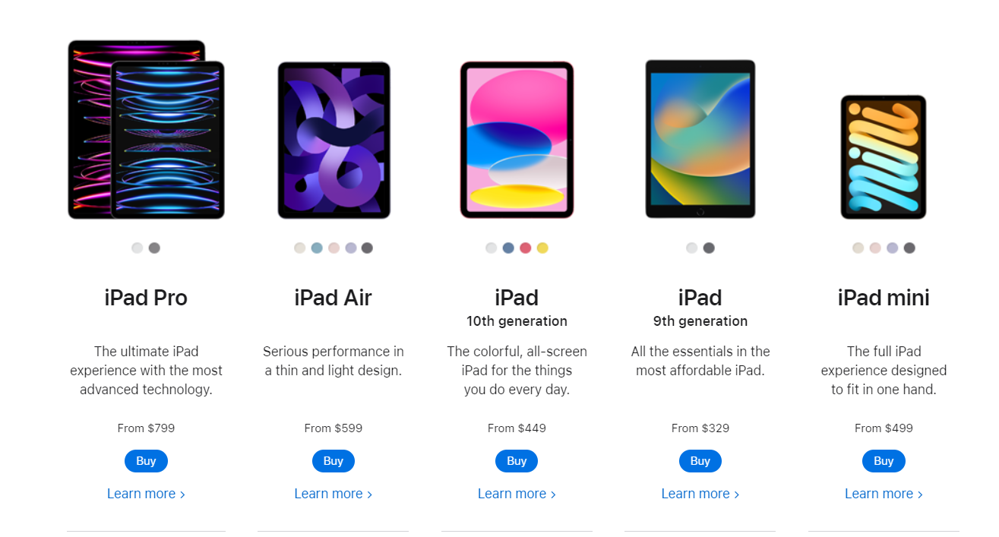 iPad Pro
The ultimate iPad
experience with the most
advanced technology.
From $799
Buy
Learn more >
iPad Air
Serious performance in
a thin and light design.
From $599
Buy
Learn more >
iPad
10th generation
The colorful, all-screen
iPad for the things
you do every day.
From $449
Buy
Learn more >
iPad
9th generation
All the essentials in the
most affordable iPad.
From $329
Buy
Learn more >
iPad mini
The full iPad
experience designed
to fit in one hand.
From $499
Buy
Learn more >